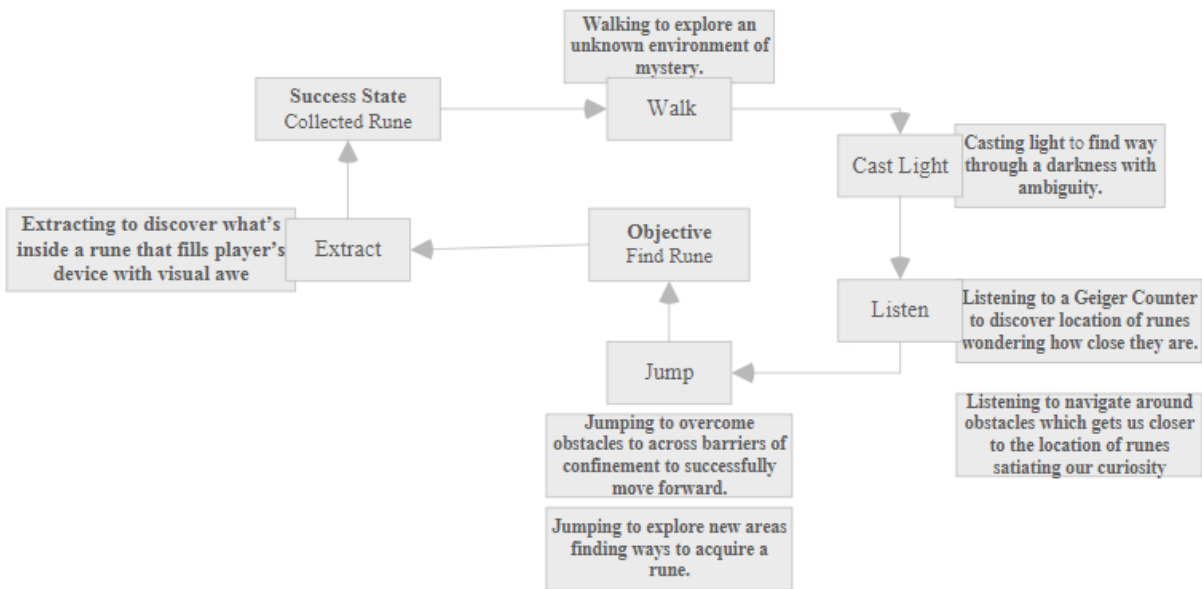 Walking to explore an
unknown environment of
mystery.
Walk
Success State
Collected Rune
Cast Light
Casting light to find way
through a darkness with
ambiguity.
Extracting to discover what's
inside a rune that fills player's
device with visual awe
Extract
Objective
Find Rune
Listen
Listening to a Geiger Counter
to discover location of runes
wondering how close they are.
Jump
Jumping to overcome
obstacles to across barriers of
confinement to successfully
move forward.
Listening to navigate around
obstacles which gets us closer
to the location of runes
satiating our curiosity
Jumping to explore new areas
finding ways to acquire a
rune.